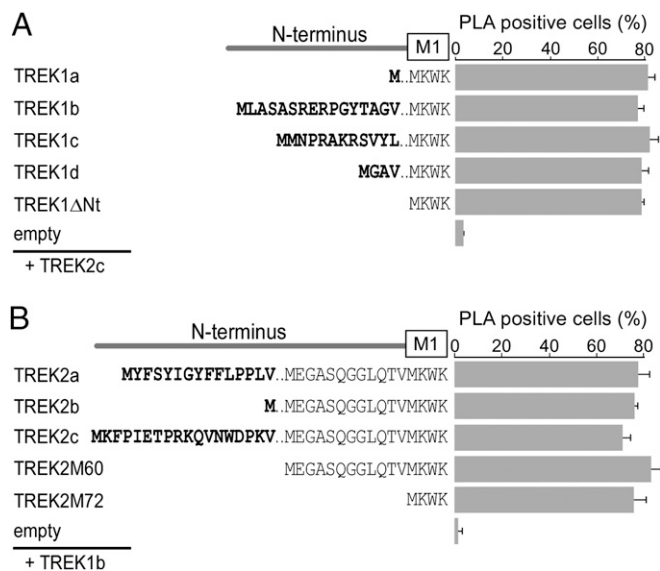 A
N-terminus M1 PLA positive cells (%)
0 20 40 60 80
TREK1a M..MKWK
TREK1b MLASASRERPGYTAGV..MKWK
TREK1c MMNPRAKRSVYL..MKWK
TREK1d MGAV..MKWK
TREK1ΔNt MKWK
empty
+ TREK2c
B
N-terminus M1 PLA positive cells (%)
0 20 40 60 80
TREK2a MYFSYIGYFFLPPLV..MEGASQGGLQTVMKWK
TREK2b M..MEGASQGGLQTVMKWK
TREK2c MKFPIETPRKQVNWDPKV..MEGASQGGLQTVMKWK
TREK2M60 MEGASQGGLQTVMKWK
TREK2M72 MKWK
empty
+ TREK1b